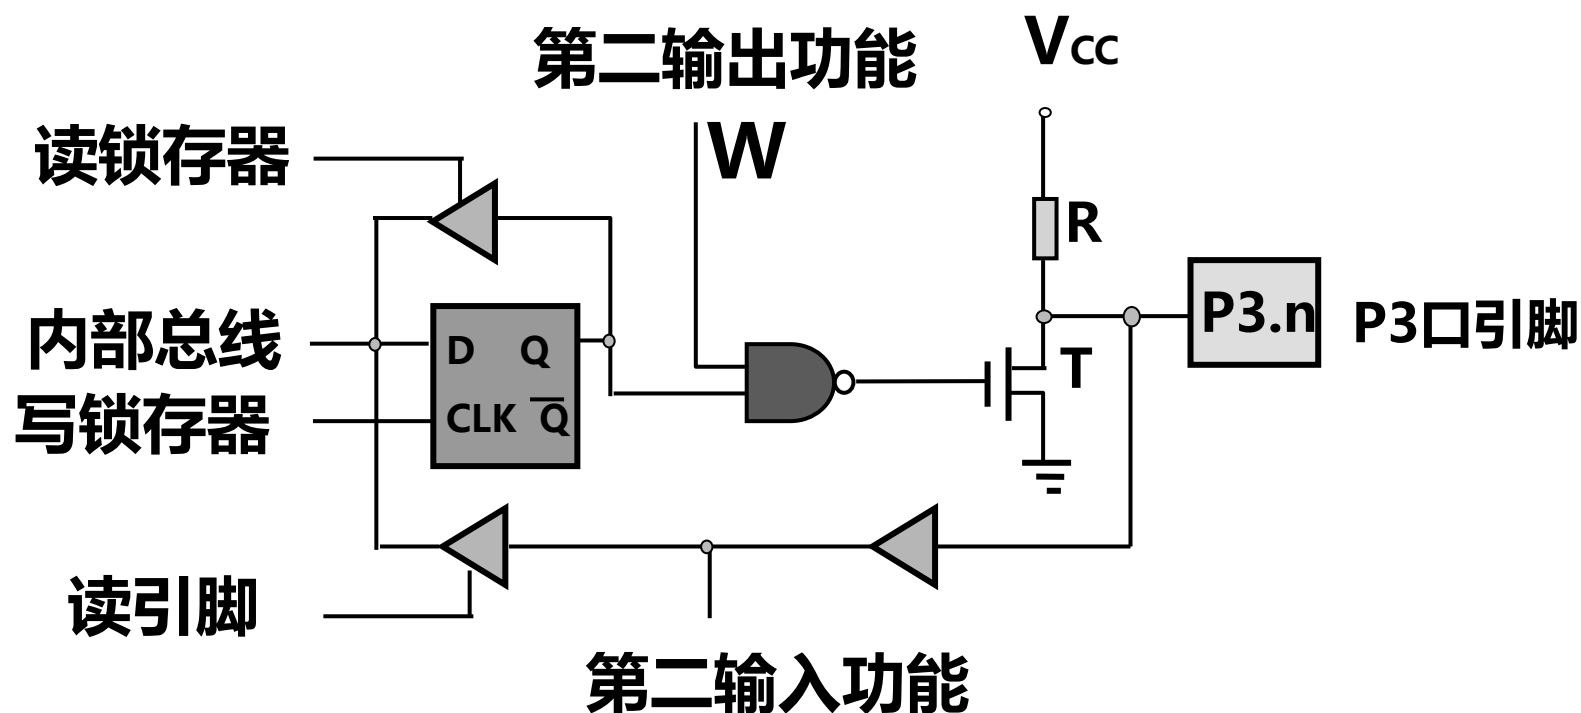 第二输出功能
VCC
读锁存器
W
R
内部总线
D
Q
P3.n
P3口引脚
T
写锁存器
CLK
Q̅
读引脚
第二输入功能